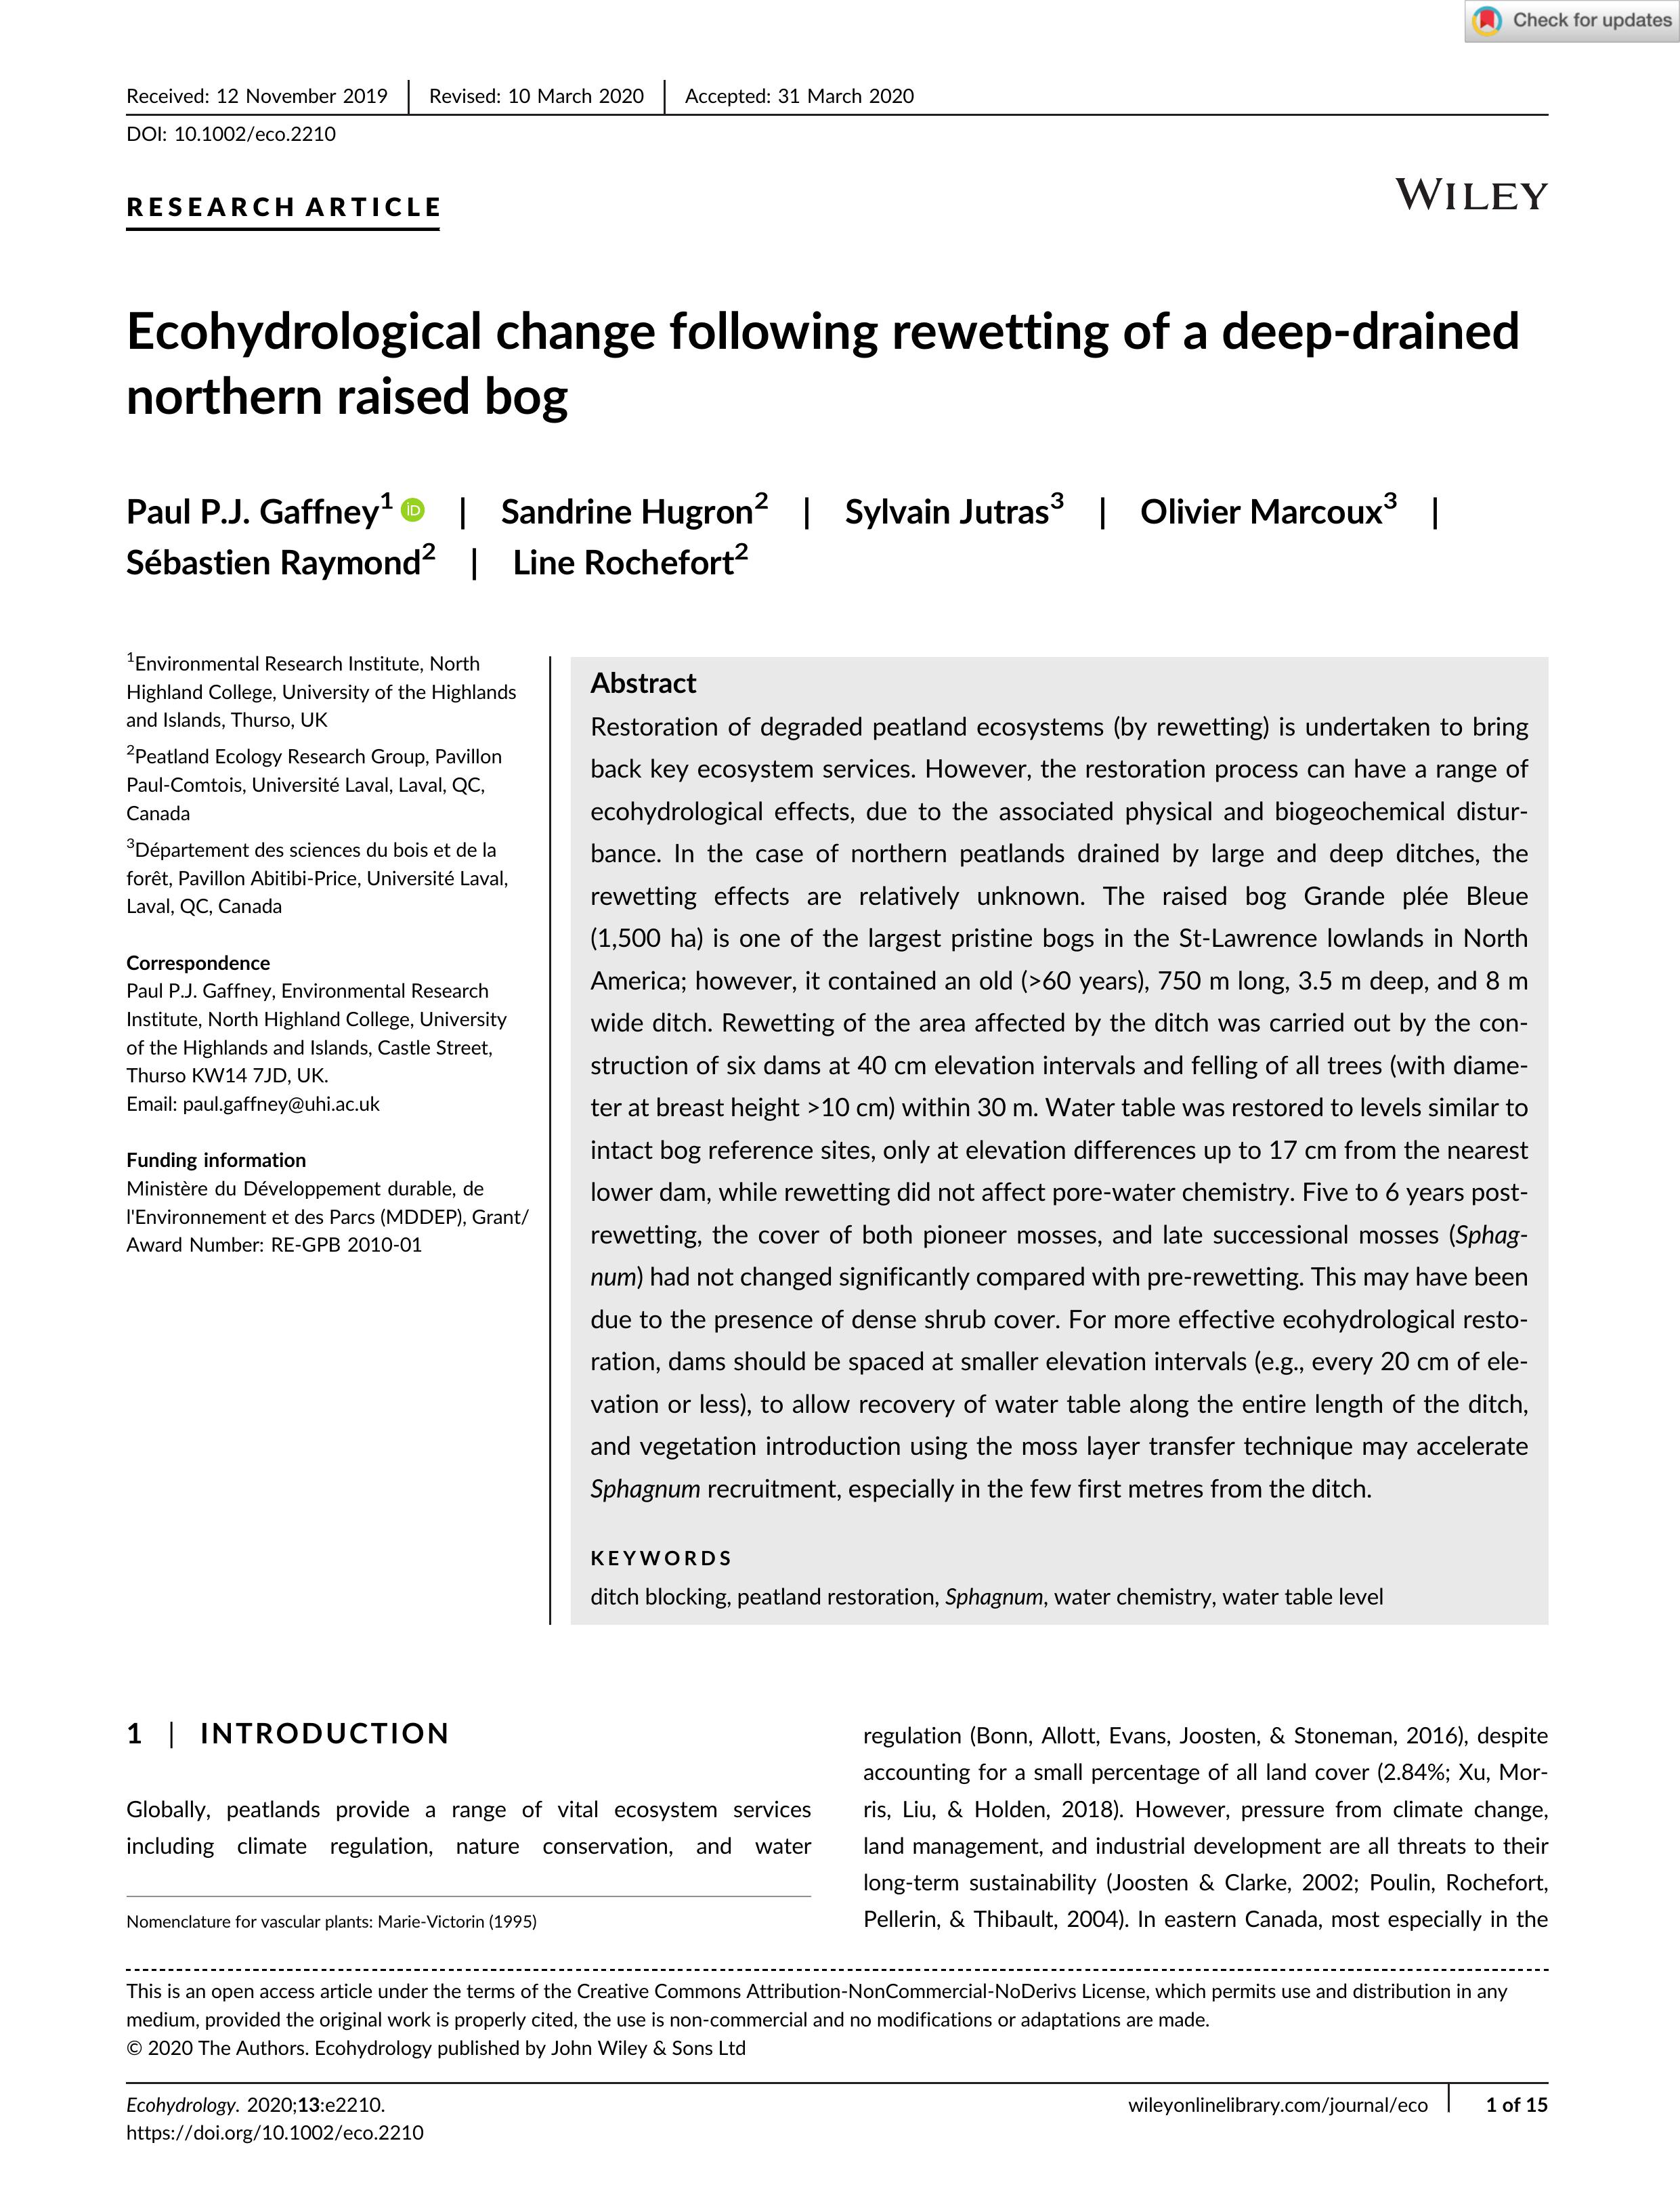 Check for updates
Received: 12 November 2019 | Revised: 10 March 2020 | Accepted: 31 March 2020
DOI: 10.1002/eco.2210
RESEARCH ARTICLE
WILEY
Ecohydrological change following rewetting of a deep-drained
northern raised bog
Paul P.J. Gaffney1 iD | Sandrine Hugron2 | Sylvain Jutras3 | Olivier Marcoux3 |
Sébastien Raymond2 | Line Rochefort2
1Environmental Research Institute, North
Highland College, University of the Highlands
and Islands, Thurso, UK
2Peatland Ecology Research Group, Pavillon
Paul-Comtois, Université Laval, Laval, QC,
Canada
3Département des sciences du bois et de la
forêt, Pavillon Abitibi-Price, Université Laval,
Laval, QC, Canada
Correspondence
Paul P.J. Gaffney, Environmental Research
Institute, North Highland College, University
of the Highlands and Islands, Castle Street,
Thurso KW14 7JD, UK.
Email: paul.gaffney@uhi.ac.uk
Funding information
Ministère du Développement durable, de
l'Environnement et des Parcs (MDDEP), Grant/
Award Number: RE-GPB 2010-01
Abstract
Restoration of degraded peatland ecosystems (by rewetting) is undertaken to bring
back key ecosystem services. However, the restoration process can have a range of
ecohydrological effects, due to the associated physical and biogeochemical distur-
bance. In the case of northern peatlands drained by large and deep ditches, the
rewetting effects are relatively unknown. The raised bog Grande plée Bleue
(1,500 ha) is one of the largest pristine bogs in the St-Lawrence lowlands in North
America; however, it contained an old (>60 years), 750 m long, 3.5 m deep, and 8 m
wide ditch. Rewetting of the area affected by the ditch was carried out by the con-
struction of six dams at 40 cm elevation intervals and felling of all trees (with diame-
ter at breast height >10 cm) within 30 m. Water table was restored to levels similar to
intact bog reference sites, only at elevation differences up to 17 cm from the nearest
lower dam, while rewetting did not affect pore-water chemistry. Five to 6 years post-
rewetting, the cover of both pioneer mosses, and late successional mosses (Sphag-
num) had not changed significantly compared with pre-rewetting. This may have been
due to the presence of dense shrub cover. For more effective ecohydrological resto-
ration, dams should be spaced at smaller elevation intervals (e.g., every 20 cm of ele-
vation or less), to allow recovery of water table along the entire length of the ditch,
and vegetation introduction using the moss layer transfer technique may accelerate
Sphagnum recruitment, especially in the few first metres from the ditch.
KEYWORDS
ditch blocking, peatland restoration, Sphagnum, water chemistry, water table level
1 | INTRODUCTION
Globally, peatlands provide a range of vital ecosystem services
including climate regulation, nature conservation, and water
Nomenclature for vascular plants: Marie-Victorin (1995)
regulation (Bonn, Allott, Evans, Joosten, & Stoneman, 2016), despite
accounting for a small percentage of all land cover (2.84%; Xu, Mor-
ris, Liu, & Holden, 2018). However, pressure from climate change,
land management, and industrial development are all threats to their
long-term sustainability (Joosten & Clarke, 2002; Poulin, Rochefort,
Pellerin, & Thibault, 2004). In eastern Canada, most especially in the
This is an open access article under the terms of the Creative Commons Attribution-NonCommercial-NoDerivs License, which permits use and distribution in any
medium, provided the original work is properly cited, the use is non-commercial and no modifications or adaptations are made.
© 2020 The Authors. Ecohydrology published by John Wiley & Sons Ltd
Ecohydrology. 2020;13:e2210.
https://doi.org/10.1002/eco.2210
wileyonlinelibrary.com/journal/eco | 1 of 15